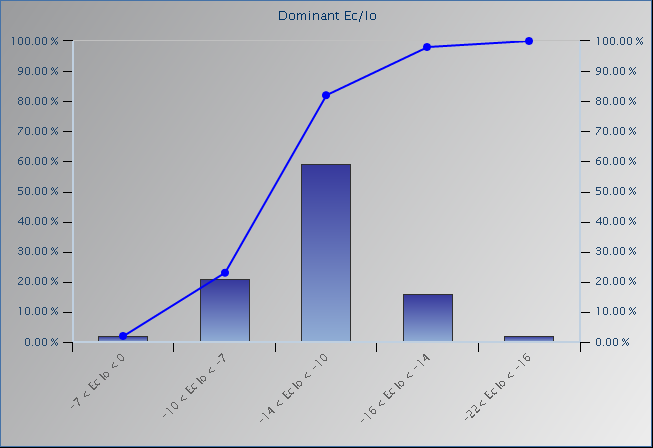 Dominant Ec/Io
100.00 % 100.00 %
90.00 % 90.00 %
80.00 % 80.00 %
70.00 % 70.00 %
60.00 % 60.00 %
50.00 % 50.00 %
40.00 % 40.00 %
30.00 % 30.00 %
20.00 % 20.00 %
10.00 % 10.00 %
0.00 % 0.00 %
-7 < Ec Io < 0
-10 < Ec Io < -7
-14 < Ec Io < -10
-16 < Ec Io < -14
-22< Ec Io < -16